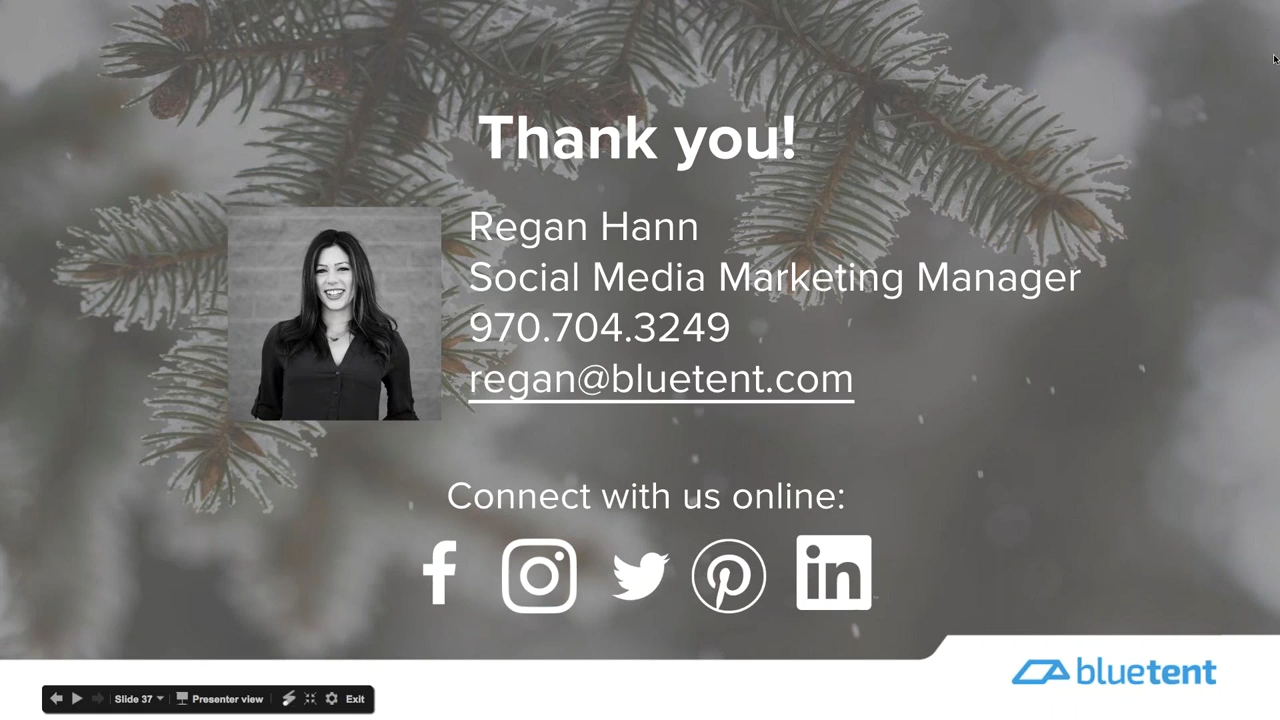 Thank you!
Regan Hann
Social Media Marketing Manager
970.704.3249
regan@bluetent.com
Connect with us online:
bluetent
Slide 37
Presenter view
Exit